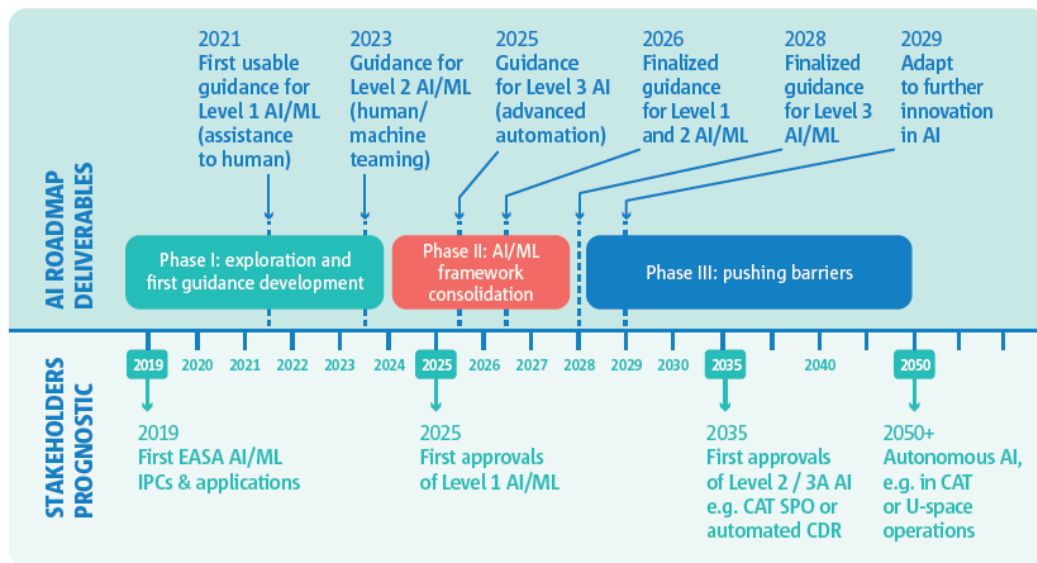 AI ROADMAP
DELIVERABLES
2021
First usable
guidance for
Level 1 AI/ML
(assistance
to human)
2023
Guidance for
Level 2 AI/ML
(human/
machine
teaming)
2025
Guidance
for Level 3 AI
(advanced
automation)
2026
Finalized
guidance
for Level 1
and 2 AI/ML
2028
Finalized
guidance
for Level 3
AI/ML
2029
Adapt
to further
innovation
in AI
Phase I: exploration and
first guidance development
Phase II: AI/ML
framework
consolidation
Phase III: pushing barriers
2019
2020
2021
2022
2023
2024
2025
2026
2027
2028
2029
2030
2035
2040
2050
STAKEHOLDERS
PROGNOSTIC
2019
First EASA AI/ML
IPCs & applications
2025
First approvals
of Level 1 AI/ML
2035
First approvals
of Level 2 / 3A AI
e.g. CAT SPO or
automated CDR
2050+
Autonomous AI,
e.g. in CAT
or U-space
operations